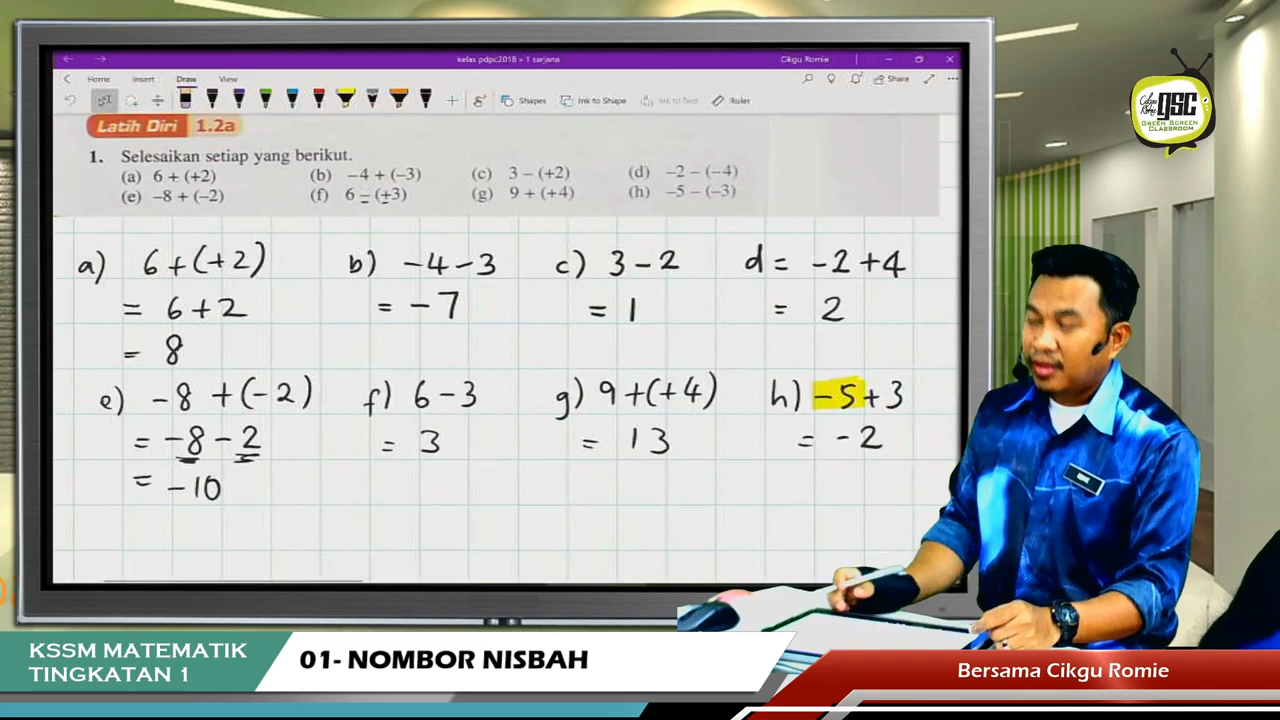 kelas pdpc2018 » 1 sarjana
Cikgu Romie
Home Insert Draw View
Share
Shapes Ink to Shape Ink to Text Ruler
Latih Diri 1.2a
1. Selesaikan setiap yang berikut.
(a) 6 + (+2) (b) –4 + (–3) (c) 3 – (+2) (d) –2 – (–4)
(e) –8 + (–2) (f) 6 – (+3) (g) 9 + (+4) (h) –5 – (–3)
a) 6 + (+2)
= 6 + 2
= 8
b) -4 - 3
= -7
c) 3 - 2
= 1
d = -2 + 4
= 2
e) -8 + (-2)
= -8 - 2
= -10
f) 6 - 3
= 3
g) 9 + (+4)
= 13
h) -5 + 3
= -2
Cikgu Romie
GSC
GREEN SCREEN
CLASSROOM
KSSM MATEMATIK
TINGKATAN 1
01- NOMBOR NISBAH
Bersama Cikgu Romie